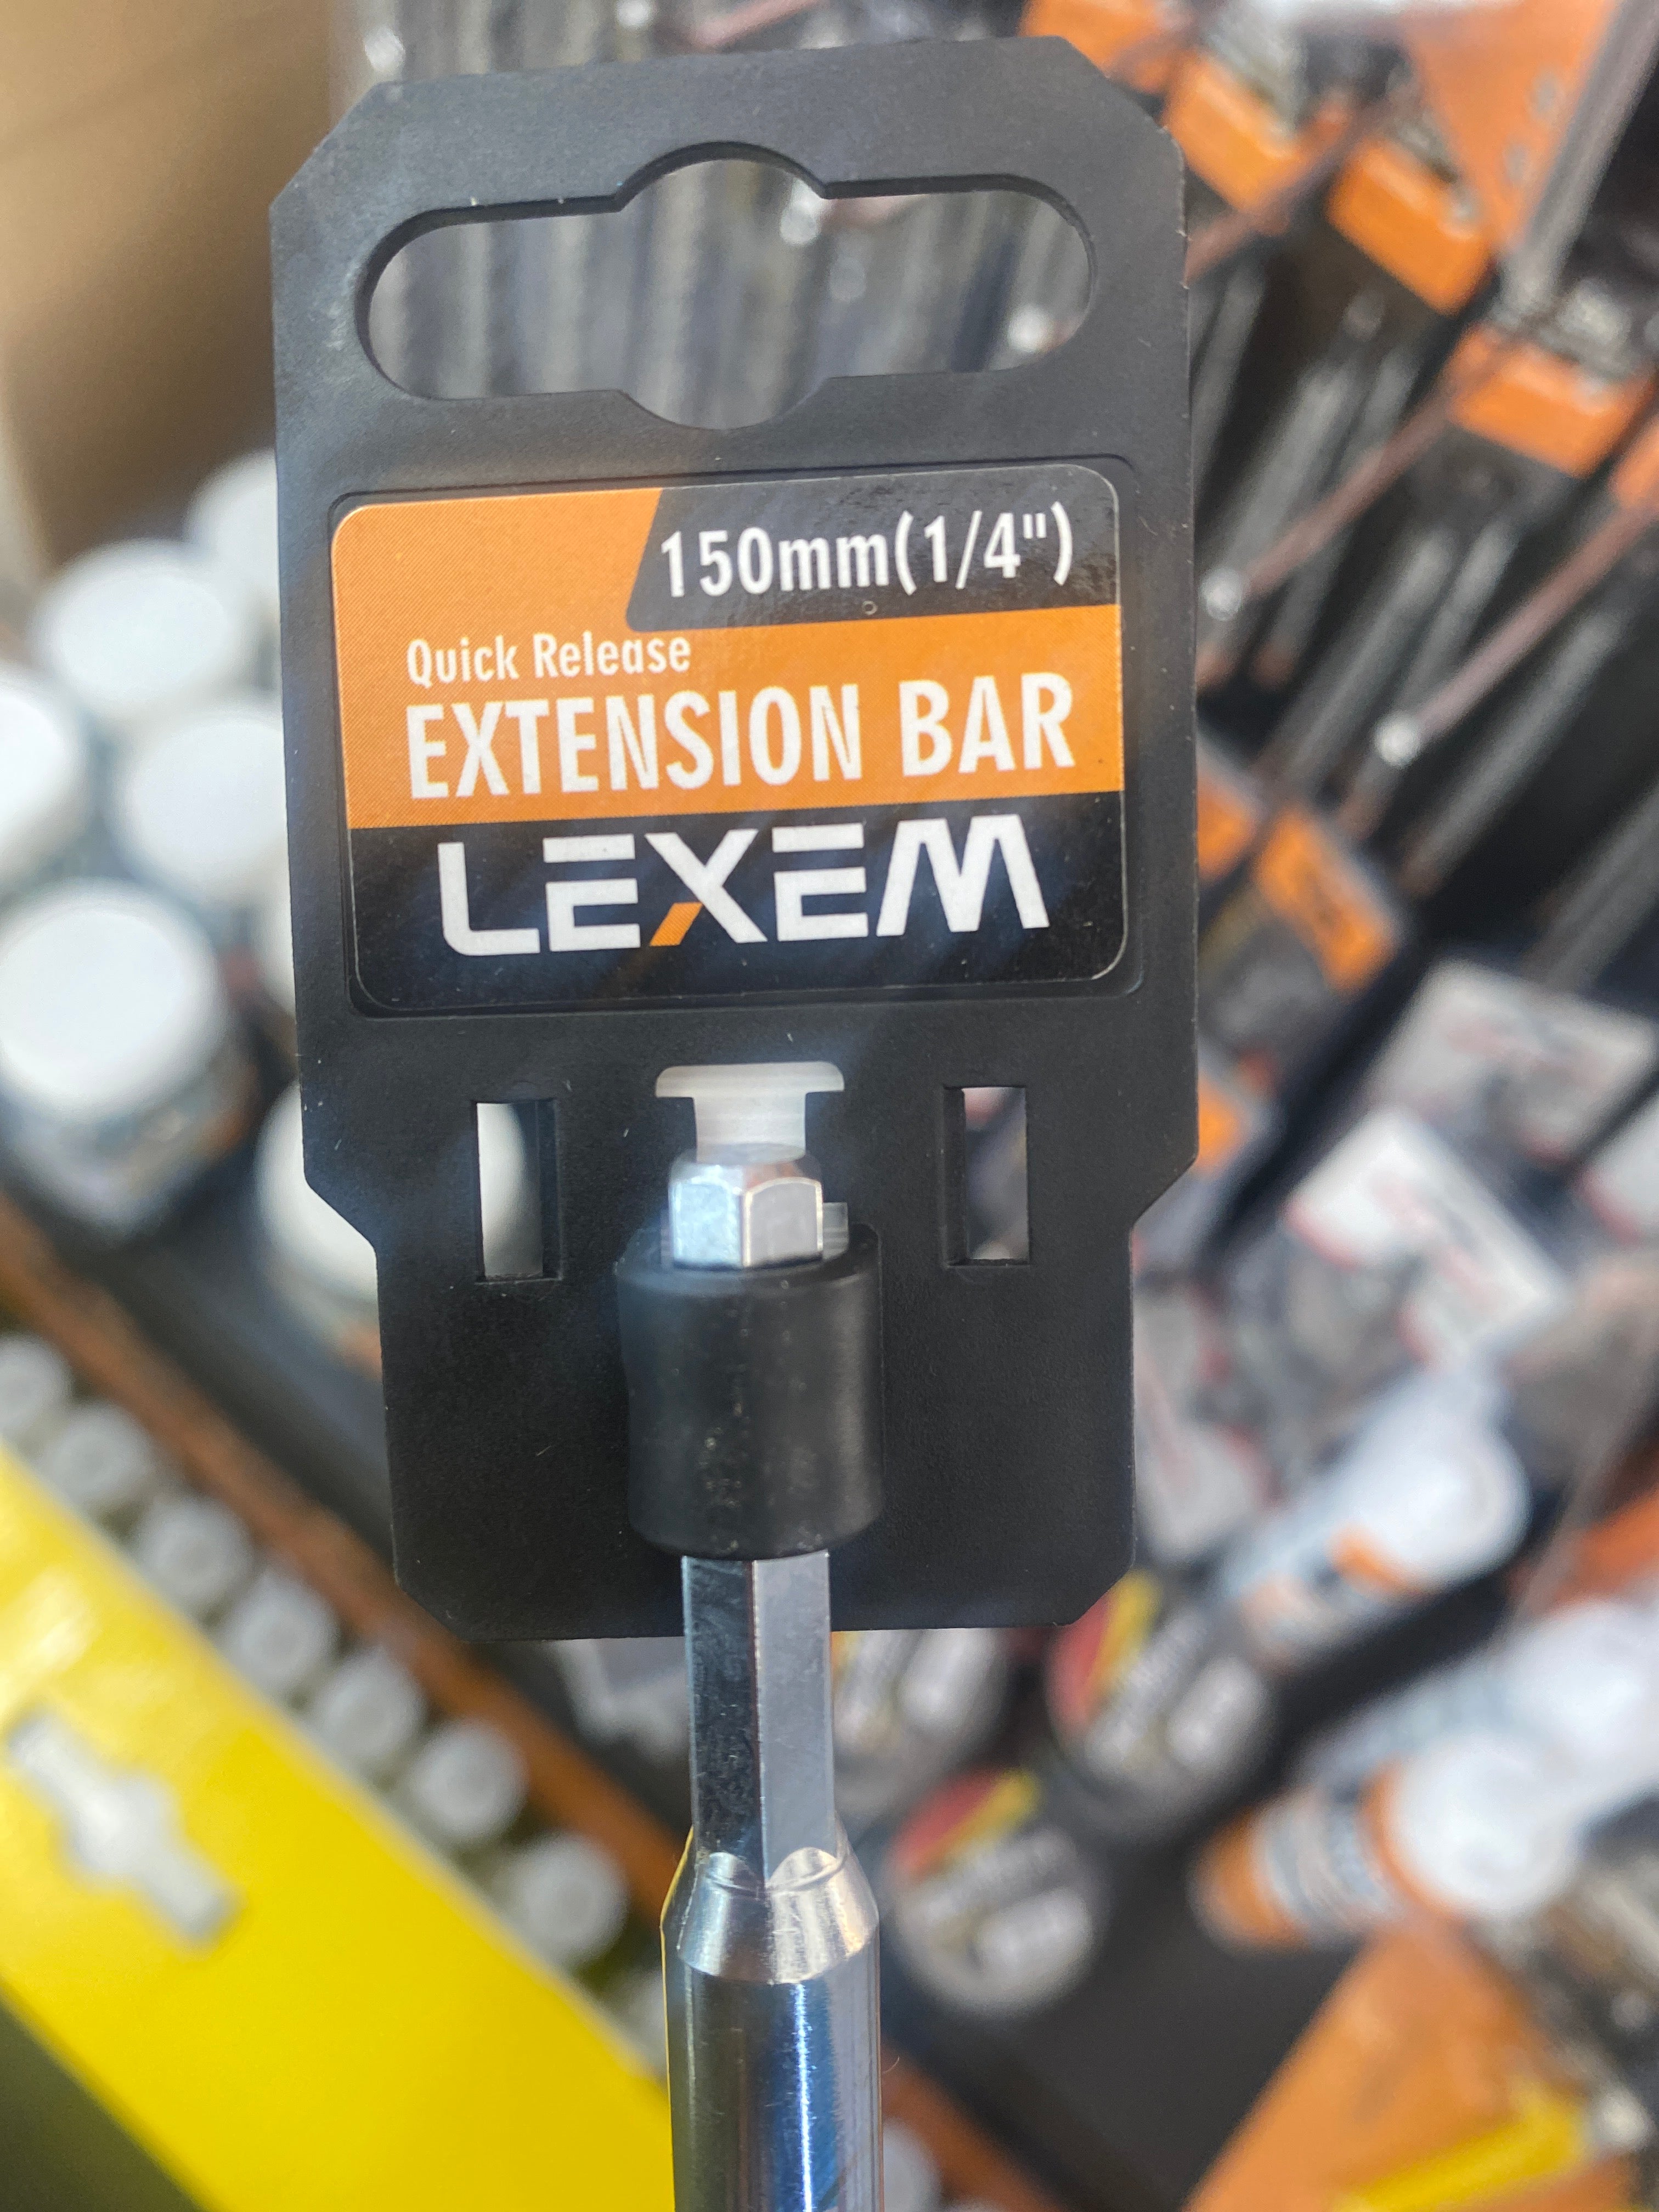 150mm(1/4")
Quick Release
EXTENSION BAR
LEXEM